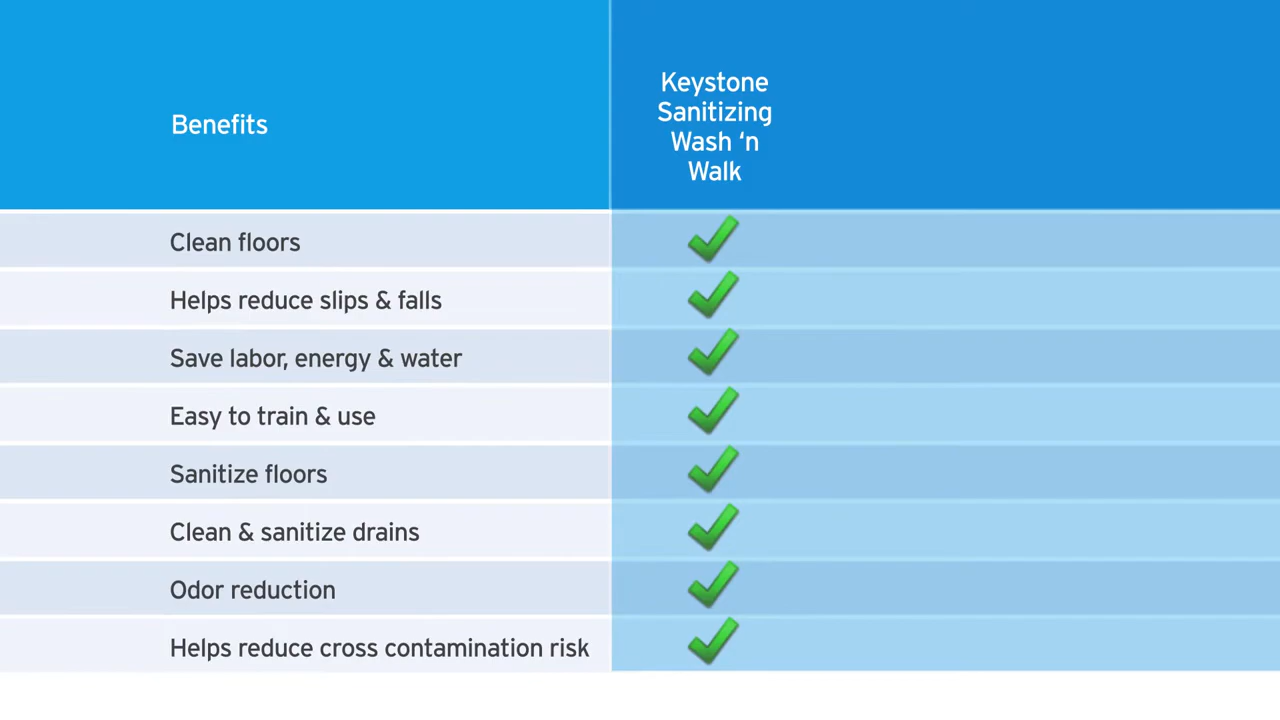 Benefits
Keystone
Sanitizing
Wash ‘n
Walk
Clean floors
Helps reduce slips & falls
Save labor, energy & water
Easy to train & use
Sanitize floors
Clean & sanitize drains
Odor reduction
Helps reduce cross contamination risk